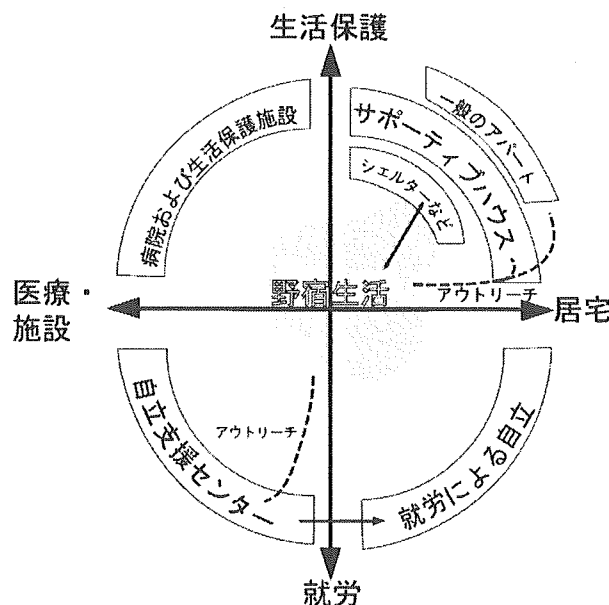 生活保護
一般のアパート
サポーティブハウス
病院および生活保護施設
シェルターなど
野宿生活
アウトリーチ
医療・
施設
居宅
アウトリーチ
自立支援センター
就労による自立
就労